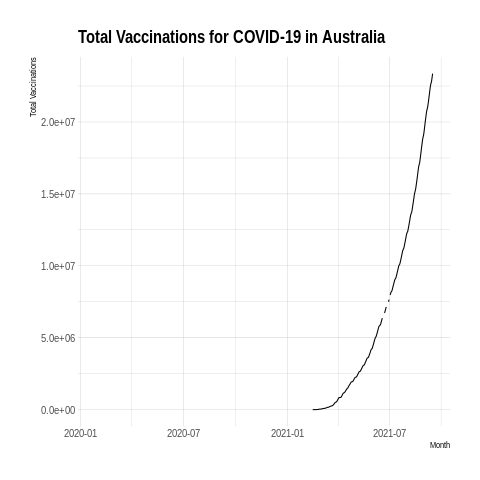 Total Vaccinations for COVID-19 in Australia
Total Vaccinations
2.0e+07
1.5e+07
1.0e+07
5.0e+06
0.0e+00
2020-01
2020-07
2021-01
2021-07
Month